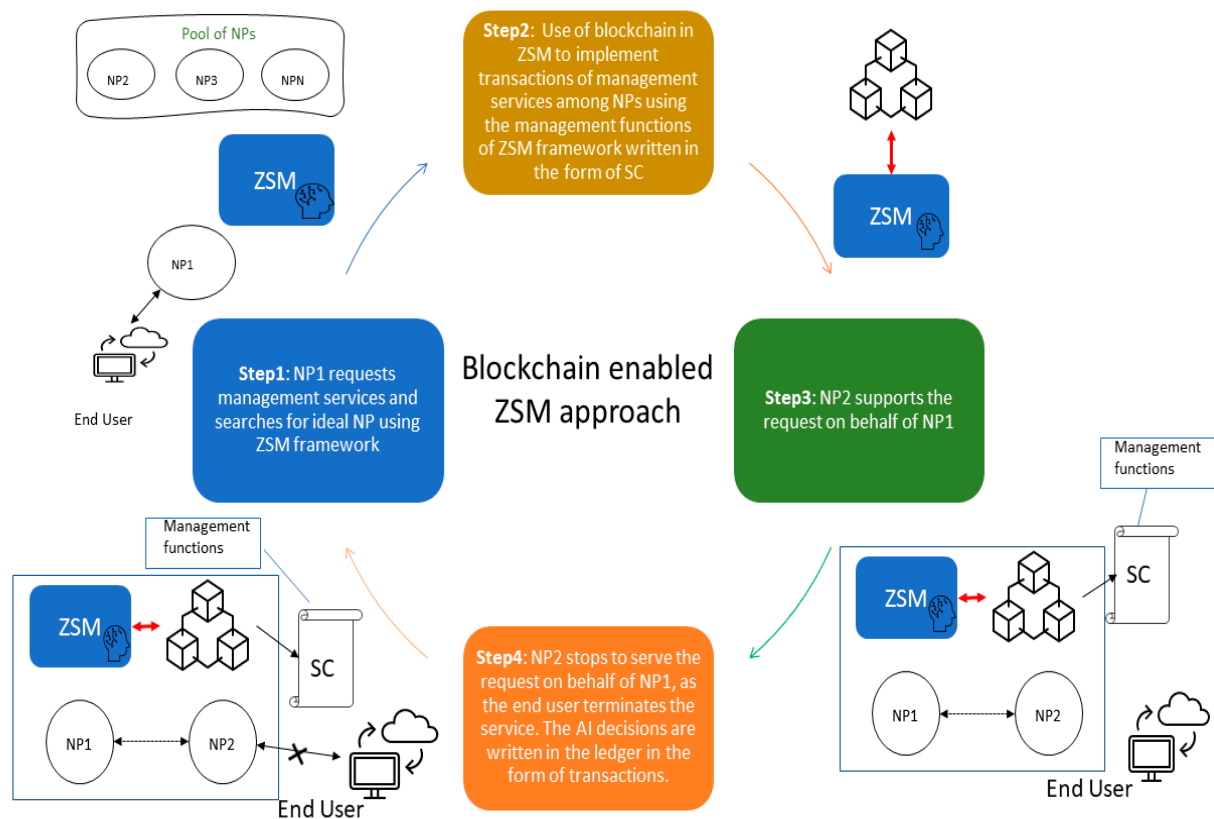 Pool of NPs
NP2
NP3
NPN
ZSM
NP1
End User
Step2: Use of blockchain in
ZSM to implement
transactions of management
services among NPs using
the management functions
of ZSM framework written in
the form of SC
ZSM
Step1: NP1 requests
management services and
searches for ideal NP using
ZSM framework
Blockchain enabled
ZSM approach
Step3: NP2 supports the
request on behalf of NP1
Management
functions
ZSM
SC
NP1
NP2
End User
Step4: NP2 stops to serve the
request on behalf of NP1, as
the end user terminates the
service. The AI decisions are
written in the ledger in the
form of transactions.
Management
functions
ZSM
SC
NP1
NP2
End User